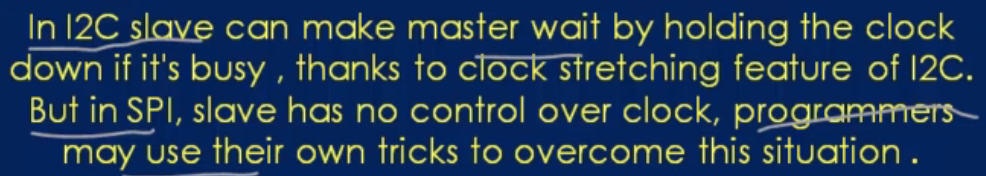 In I2C slave can make master wait by holding the clock
down if it's busy , thanks to clock stretching feature of I2C.
But in SPI, slave has no control over clock, programmers
may use their own tricks to overcome this situation .